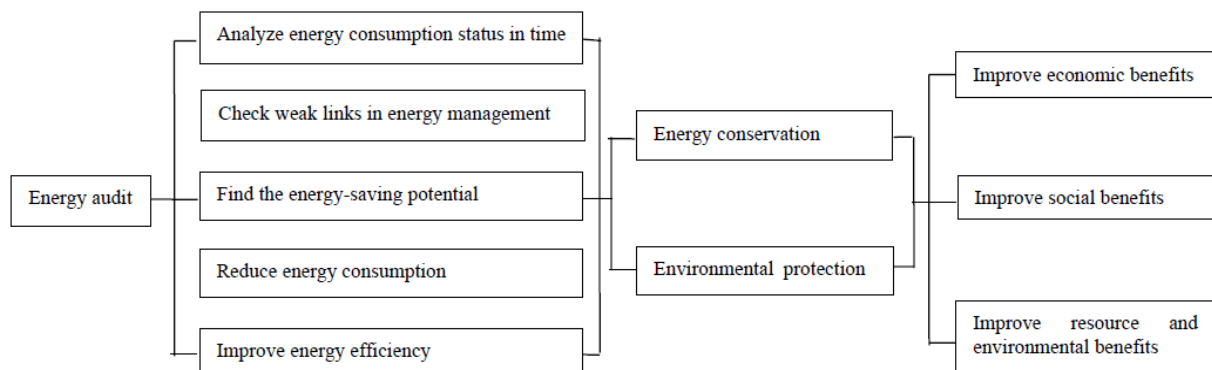 Energy audit
Analyze energy consumption status in time
Check weak links in energy management
Find the energy-saving potential
Reduce energy consumption
Improve energy efficiency
Energy conservation
Environmental protection
Improve economic benefits
Improve social benefits
Improve resource and
environmental benefits